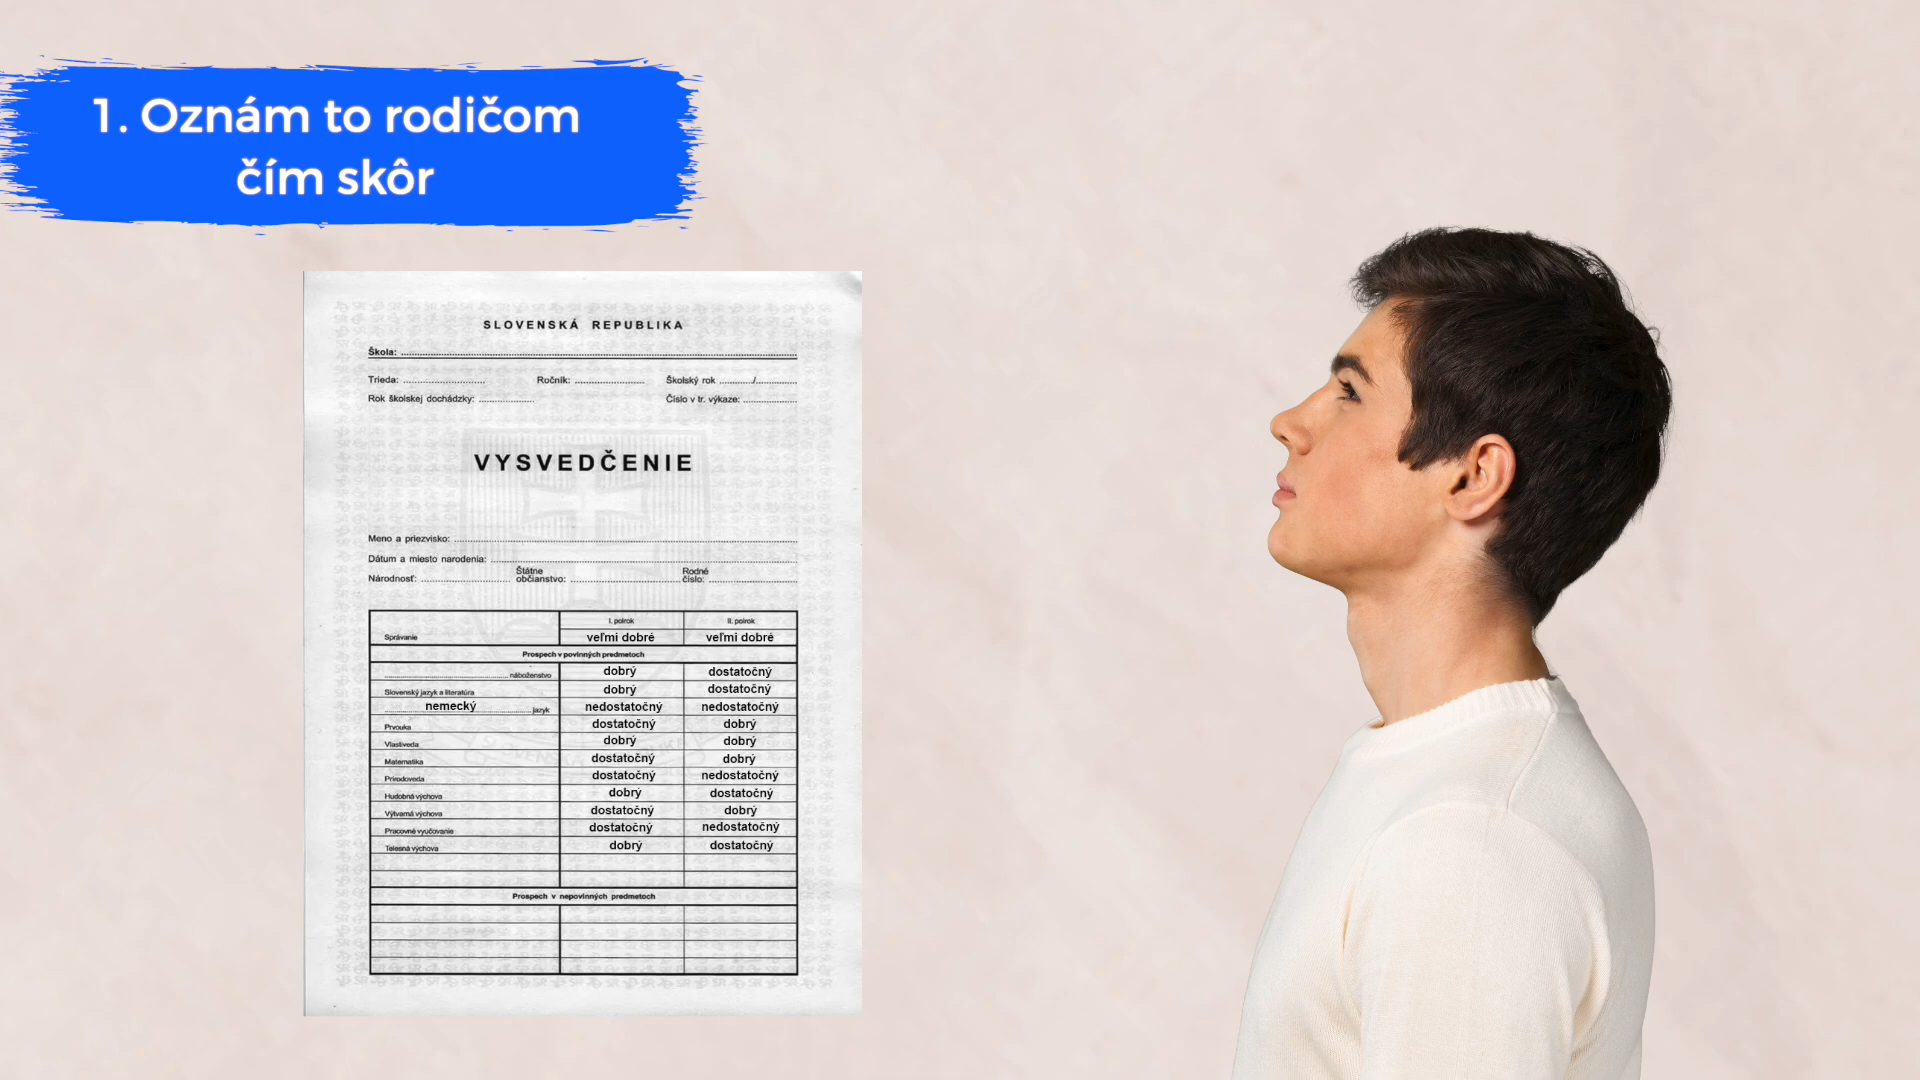 1. Oznám to rodičom
čím skôr
SLOVENSKÁ REPUBLIKA
Škola:
Trieda: Ročník: Školský rok /
Rok školskej dochádzky: Číslo v tr. výkaze:
VYSVEDČENIE
Meno a priezvisko:
Dátum a miesto narodenia:
Národnosť: Štátne občianstvo: Rodné číslo:
I. polrok II. polrok
Správanie veľmi dobré veľmi dobré
Prospech v povinných predmetoch
náboženstvo dobrý dostatočný
Slovenský jazyk a literatúra dobrý dostatočný
nemecký jazyk nedostatočný nedostatočný
Prvouka dostatočný dobrý
Vlastiveda dobrý dobrý
Matematika dostatočný dobrý
Prírodoveda dostatočný nedostatočný
Hudobná výchova dobrý dostatočný
Výtvarná výchova dostatočný dobrý
Pracovné vyučovanie dostatočný nedostatočný
Telesná výchova dobrý dostatočný
Prospech v nepovinných predmetoch